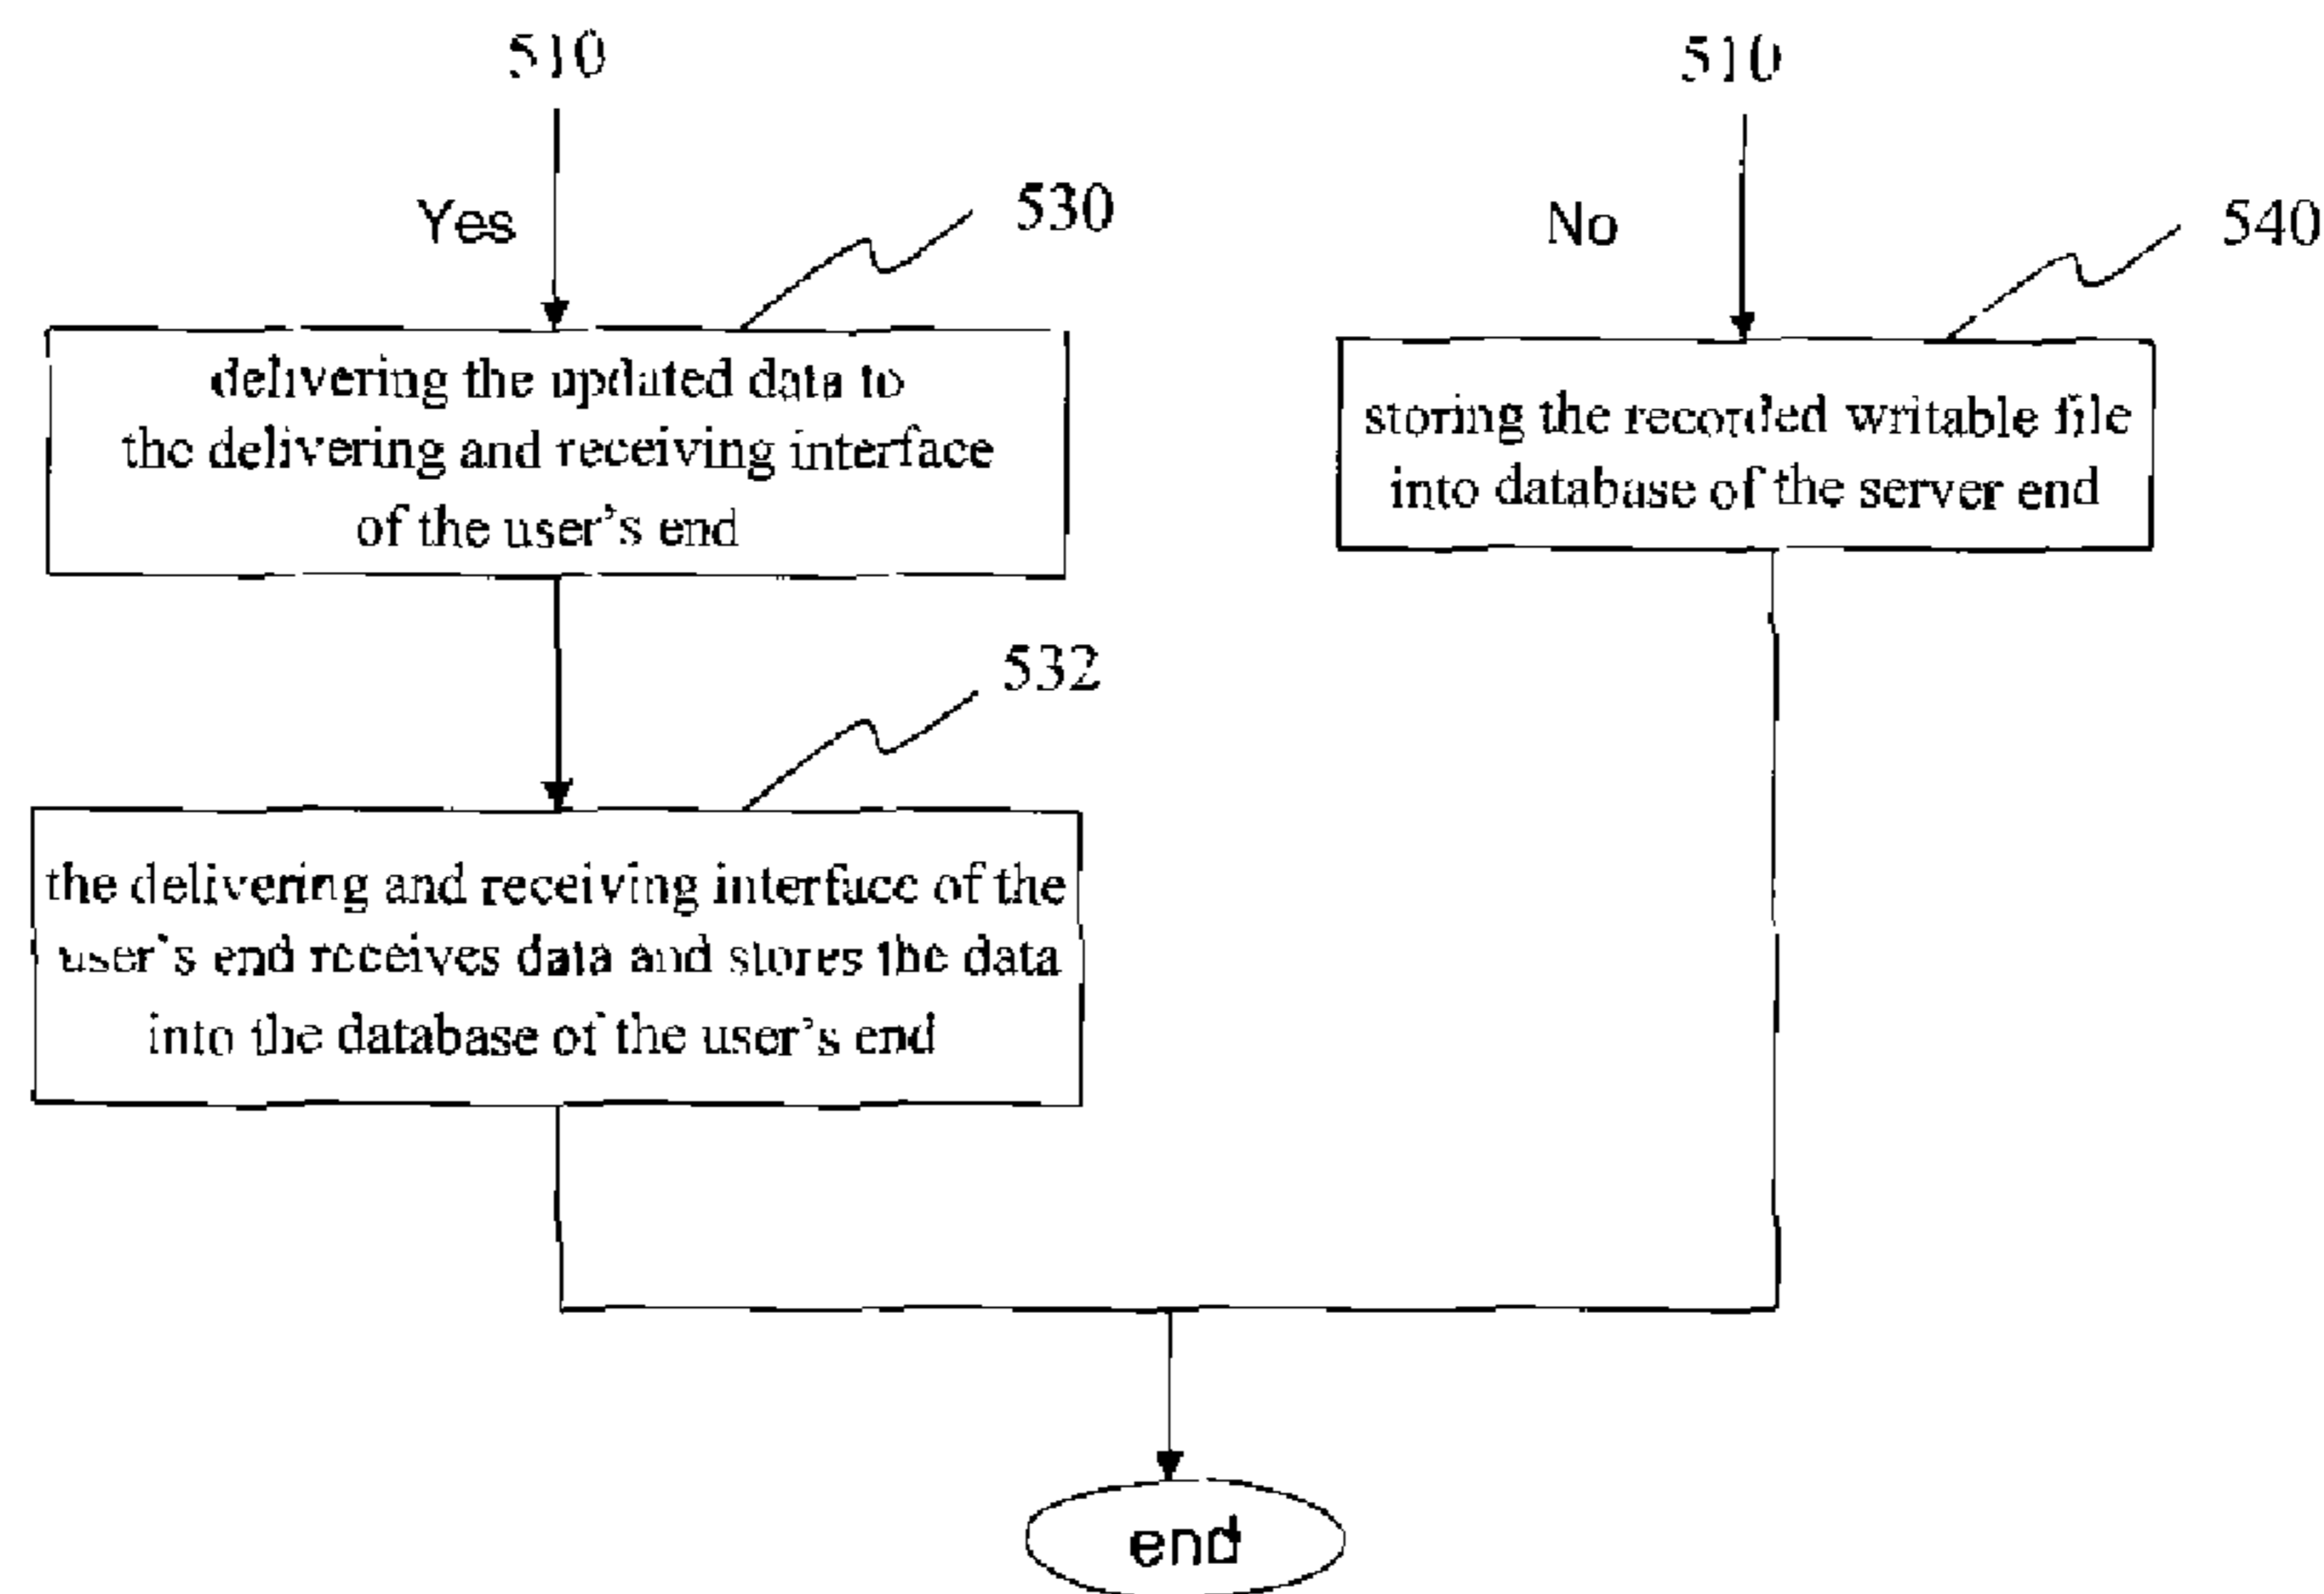 510
Yes
530
delivering the updated data to
the delivering and receiving interface
of the user's end
532
the delivering and receiving interface of the
user's end receives data and stores the data
into the database of the user's end
510
No
540
storing the recorded writable file
into database of the server end
end